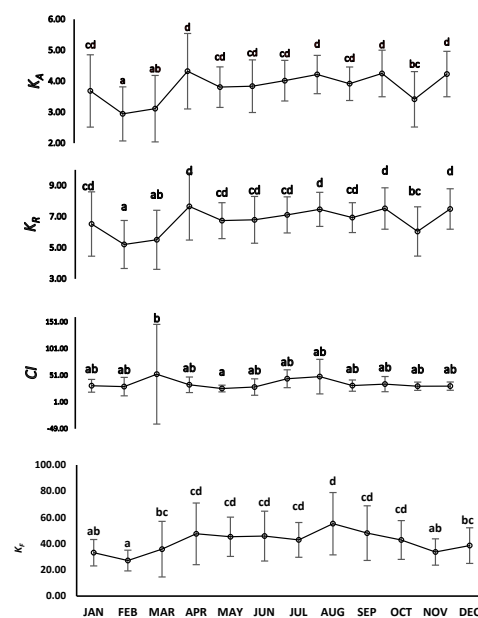 6.00
5.00
4.00
3.00
2.00
K_A
cd a ab d cd cd cd d cd d bc d
9.00
7.00
5.00
3.00
K_R
cd a ab d cd cd cd d cd d bc d
151.00
101.00
51.00
1.00
-49.00
CI
ab ab b ab a ab ab ab ab ab ab ab
100.00
80.00
60.00
40.00
20.00
0.00
K_F
ab a bc cd cd cd cd d cd cd ab bc
JAN FEB MAR APR MAY JUN JUL AUG SEP OCT NOV DEC